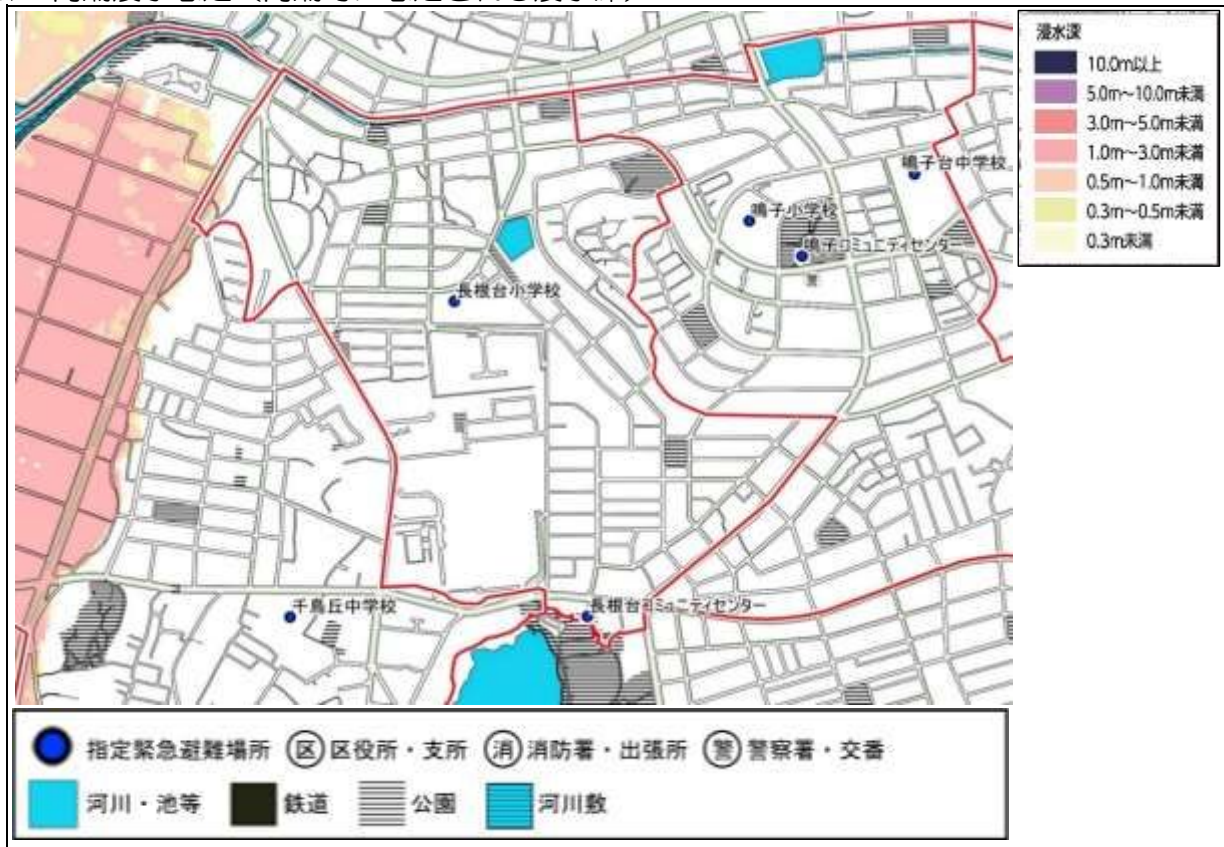 浸水深
10.0m以上
5.0m～10.0m未満
3.0m～5.0m未満
1.0m～3.0m未満
0.5m～1.0m未満
0.3m～0.5m未満
0.3m未満
鳴子台中学校
鳴子小学校
鳴子コミュニティセンター
長根台小学校
千鳥丘中学校
長根台コミュニティセンター
指定緊急避難場所 区 区役所・支所 消 消防署・出張所 警 警察署・交番
河川・池等 鉄道 公園 河川敷